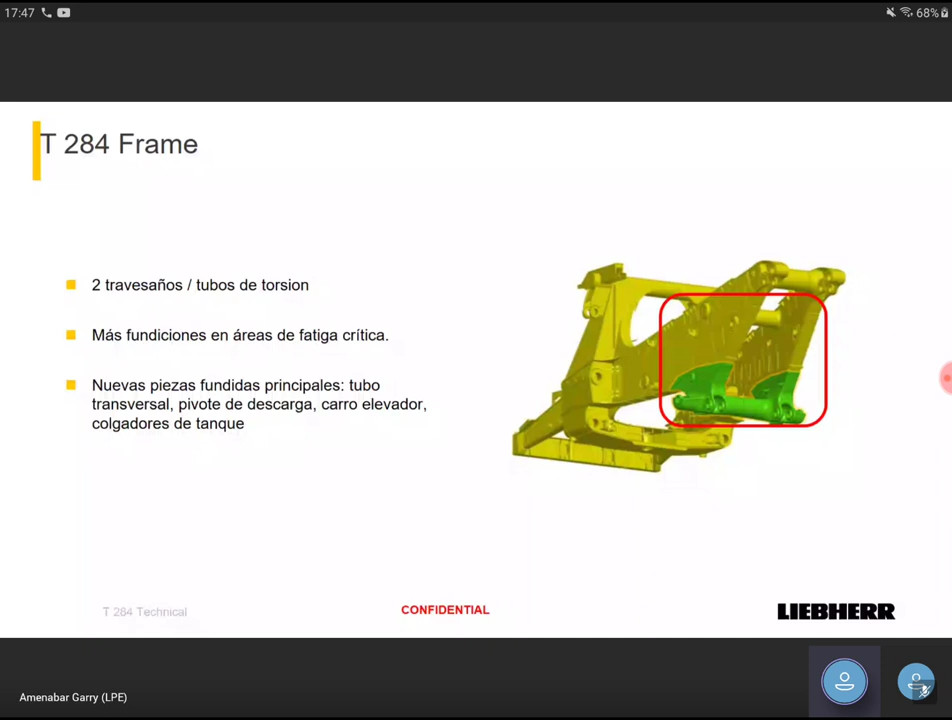 17:47
68%
T 284 Frame
2 travesaños / tubos de torsion
Más fundiciones en áreas de fatiga crítica.
Nuevas piezas fundidas principales: tubo
transversal, pivote de descarga, carro elevador,
colgadores de tanque
T 284 Technical
CONFIDENTIAL
LIEBHERR
Amenabar Garry (LPE)